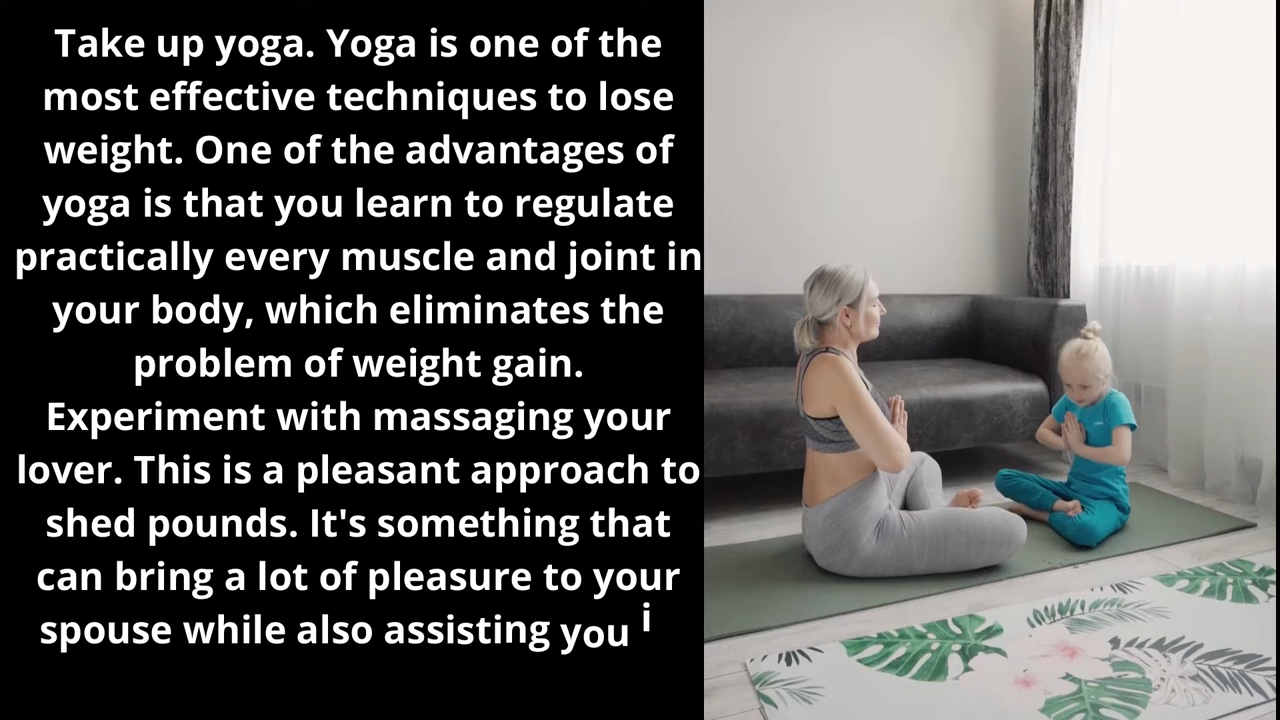 Take up yoga. Yoga is one of the
most effective techniques to lose
weight. One of the advantages of
yoga is that you learn to regulate
practically every muscle and joint in
your body, which eliminates the
problem of weight gain.
Experiment with massaging your
lover. This is a pleasant approach to
shed pounds. It's something that
can bring a lot of pleasure to your
spouse while also assisting you i